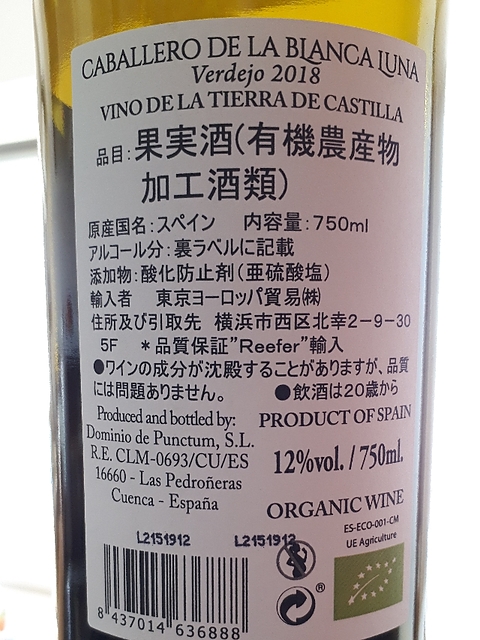 CABALLERO DE LA BLANCA LUNA
Verdejo 2018
VINO DE LA TIERRA DE CASTILLA
品目:果実酒(有機農産物
加工酒類)
原産国名:スペイン 内容量:750ml
アルコール分:裏ラベルに記載
添加物:酸化防止剤(亜硫酸塩)
輸入者 東京ヨーロッパ貿易㈱
住所及び引取先 横浜市西区北幸2-9-30
5F *品質保証"Reefer"輸入
●ワインの成分が沈殿することがありますが、品質
には問題ありません。 ●飲酒は20歳から
Produced and bottled by:
Dominio de Punctum, S.L.
R.E. CLM-0693/CU/ES
16660 - Las Pedroñeras
Cuenca - España
PRODUCT OF SPAIN
12%vol. / 750ml.
ORGANIC WINE
ES-ECO-001-CM
UE Agriculture
L2151912 L2151912
®
8 437014 636888